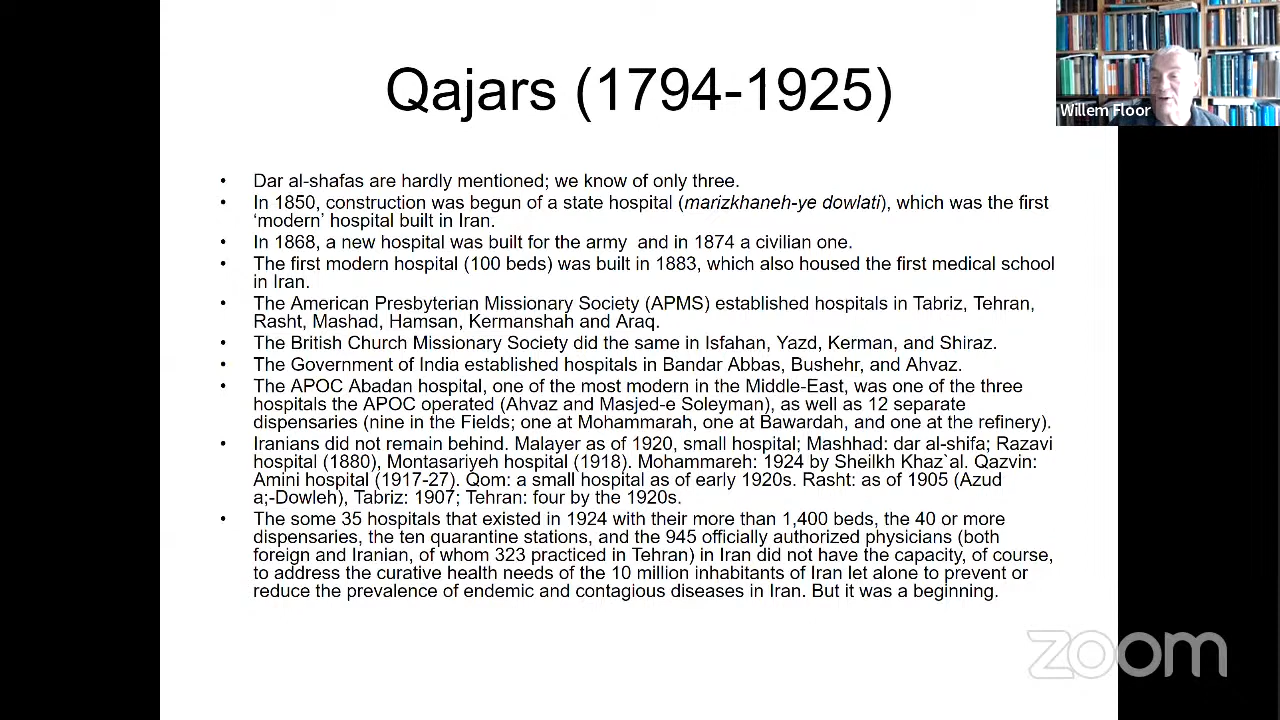 Qajars (1794-1925)
Willem Floor
• Dar al-shafas are hardly mentioned; we know of only three.
• In 1850, construction was begun of a state hospital (marizkhaneh-ye dowlati), which was the first
‘modern’ hospital built in Iran.
• In 1868, a new hospital was built for the army and in 1874 a civilian one.
• The first modern hospital (100 beds) was built in 1883, which also housed the first medical school
in Iran.
• The American Presbyterian Missionary Society (APMS) established hospitals in Tabriz, Tehran,
Rasht, Mashad, Hamsan, Kermanshah and Araq.
• The British Church Missionary Society did the same in Isfahan, Yazd, Kerman, and Shiraz.
• The Government of India established hospitals in Bandar Abbas, Bushehr, and Ahvaz.
• The APOC Abadan hospital, one of the most modern in the Middle-East, was one of the three
hospitals the APOC operated (Ahvaz and Masjed-e Soleyman), as well as 12 separate
dispensaries (nine in the Fields; one at Mohammarah, one at Bawardah, and one at the refinery).
• Iranians did not remain behind. Malayer as of 1920, small hospital; Mashhad: dar al-shifa; Razavi
hospital (1880), Montasariyeh hospital (1918). Mohammareh: 1924 by Sheilkh Khaz`al. Qazvin:
Amini hospital (1917-27). Qom: a small hospital as of early 1920s. Rasht: as of 1905 (Azud
a;-Dowleh), Tabriz: 1907; Tehran: four by the 1920s.
• The some 35 hospitals that existed in 1924 with their more than 1,400 beds, the 40 or more
dispensaries, the ten quarantine stations, and the 945 officially authorized physicians (both
foreign and Iranian, of whom 323 practiced in Tehran) in Iran did not have the capacity, of course,
to address the curative health needs of the 10 million inhabitants of Iran let alone to prevent or
reduce the prevalence of endemic and contagious diseases in Iran. But it was a beginning.
zoom